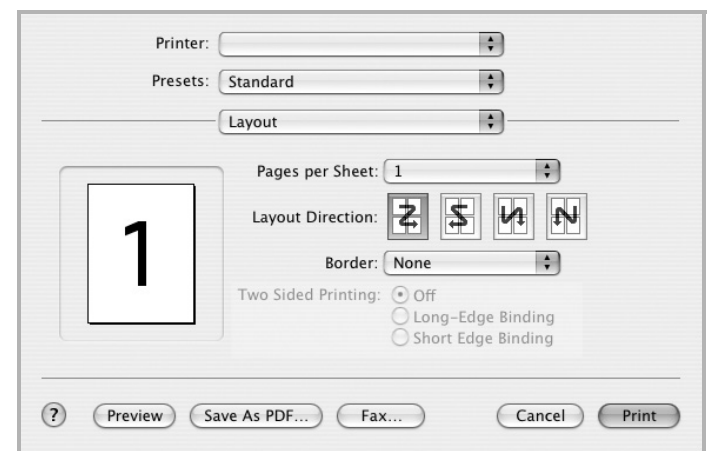 Printer:
Presets: Standard
Layout
Pages per Sheet: 1
1
Layout Direction:
Border: None
Two Sided Printing: Off
Long-Edge Binding
Short Edge Binding
? Preview Save As PDF... Fax... Cancel Print